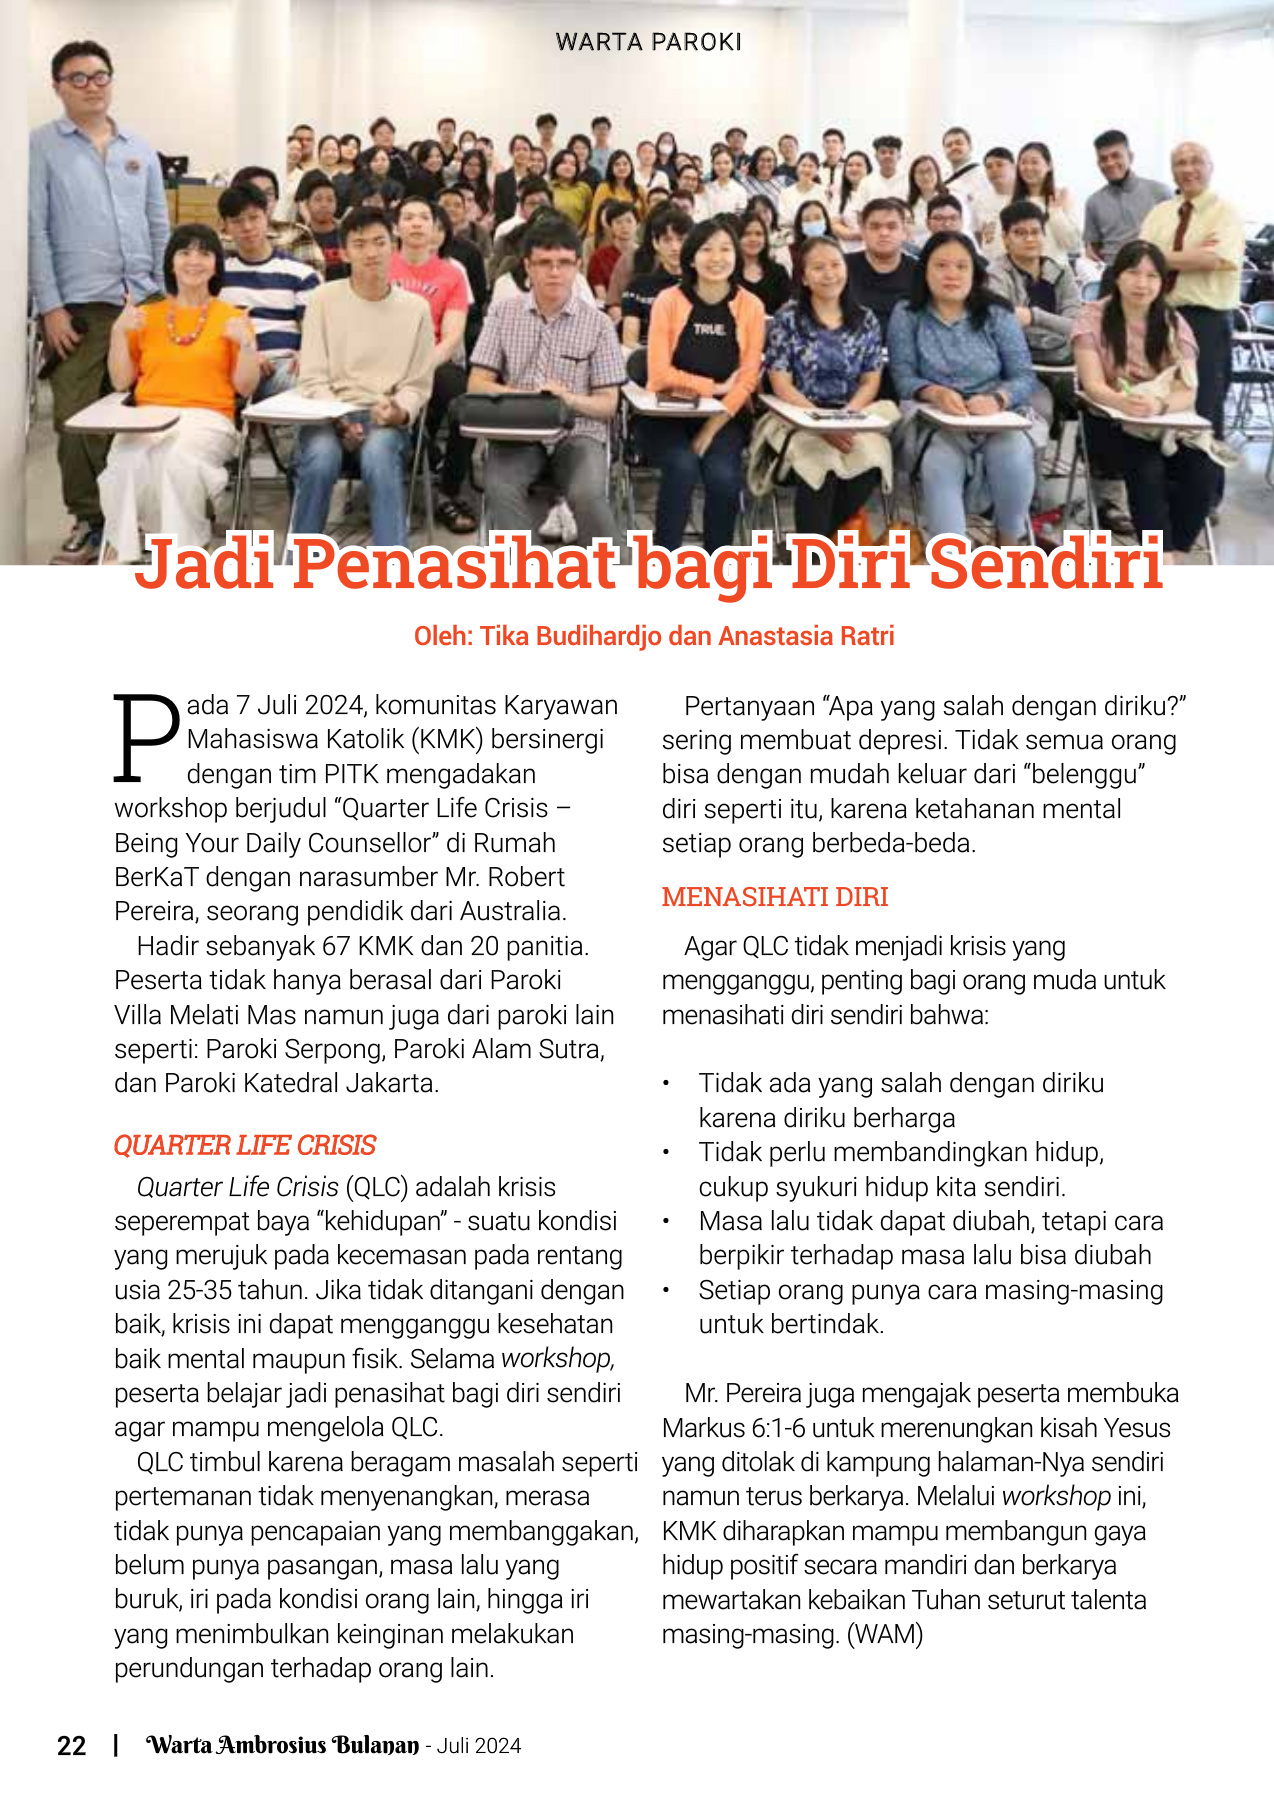 WARTA PAROKI
TRUE
Jadi Penasihat bagi Diri Sendiri
Oleh: Tika Budihardjo dan Anastasia Ratri
Pada 7 Juli 2024, komunitas Karyawan
Mahasiswa Katolik (KMK) bersinergi
dengan tim PITK mengadakan
workshop berjudul “Quarter Life Crisis –
Being Your Daily Counsellor” di Rumah
BerKaT dengan narasumber Mr. Robert
Pereira, seorang pendidik dari Australia.
Hadir sebanyak 67 KMK dan 20 panitia.
Peserta tidak hanya berasal dari Paroki
Villa Melati Mas namun juga dari paroki lain
seperti: Paroki Serpong, Paroki Alam Sutra,
dan Paroki Katedral Jakarta.
QUARTER LIFE CRISIS
Quarter Life Crisis (QLC) adalah krisis
seperempat baya “kehidupan” - suatu kondisi
yang merujuk pada kecemasan pada rentang
usia 25-35 tahun. Jika tidak ditangani dengan
baik, krisis ini dapat mengganggu kesehatan
baik mental maupun fisik. Selama workshop,
peserta belajar jadi penasihat bagi diri sendiri
agar mampu mengelola QLC.
QLC timbul karena beragam masalah seperti
pertemanan tidak menyenangkan, merasa
tidak punya pencapaian yang membanggakan,
belum punya pasangan, masa lalu yang
buruk, iri pada kondisi orang lain, hingga iri
yang menimbulkan keinginan melakukan
perundungan terhadap orang lain.
Pertanyaan “Apa yang salah dengan diriku?”
sering membuat depresi. Tidak semua orang
bisa dengan mudah keluar dari “belenggu”
diri seperti itu, karena ketahanan mental
setiap orang berbeda-beda.
MENASIHATI DIRI
Agar QLC tidak menjadi krisis yang
mengganggu, penting bagi orang muda untuk
menasihati diri sendiri bahwa:
• Tidak ada yang salah dengan diriku
karena diriku berharga
• Tidak perlu membandingkan hidup,
cukup syukuri hidup kita sendiri.
• Masa lalu tidak dapat diubah, tetapi cara
berpikir terhadap masa lalu bisa diubah
• Setiap orang punya cara masing-masing
untuk bertindak.
Mr. Pereira juga mengajak peserta membuka
Markus 6:1-6 untuk merenungkan kisah Yesus
yang ditolak di kampung halaman-Nya sendiri
namun terus berkarya. Melalui workshop ini,
KMK diharapkan mampu membangun gaya
hidup positif secara mandiri dan berkarya
mewartakan kebaikan Tuhan seturut talenta
masing-masing. (WAM)
22 | Warta Ambrosius Bulanan - Juli 2024